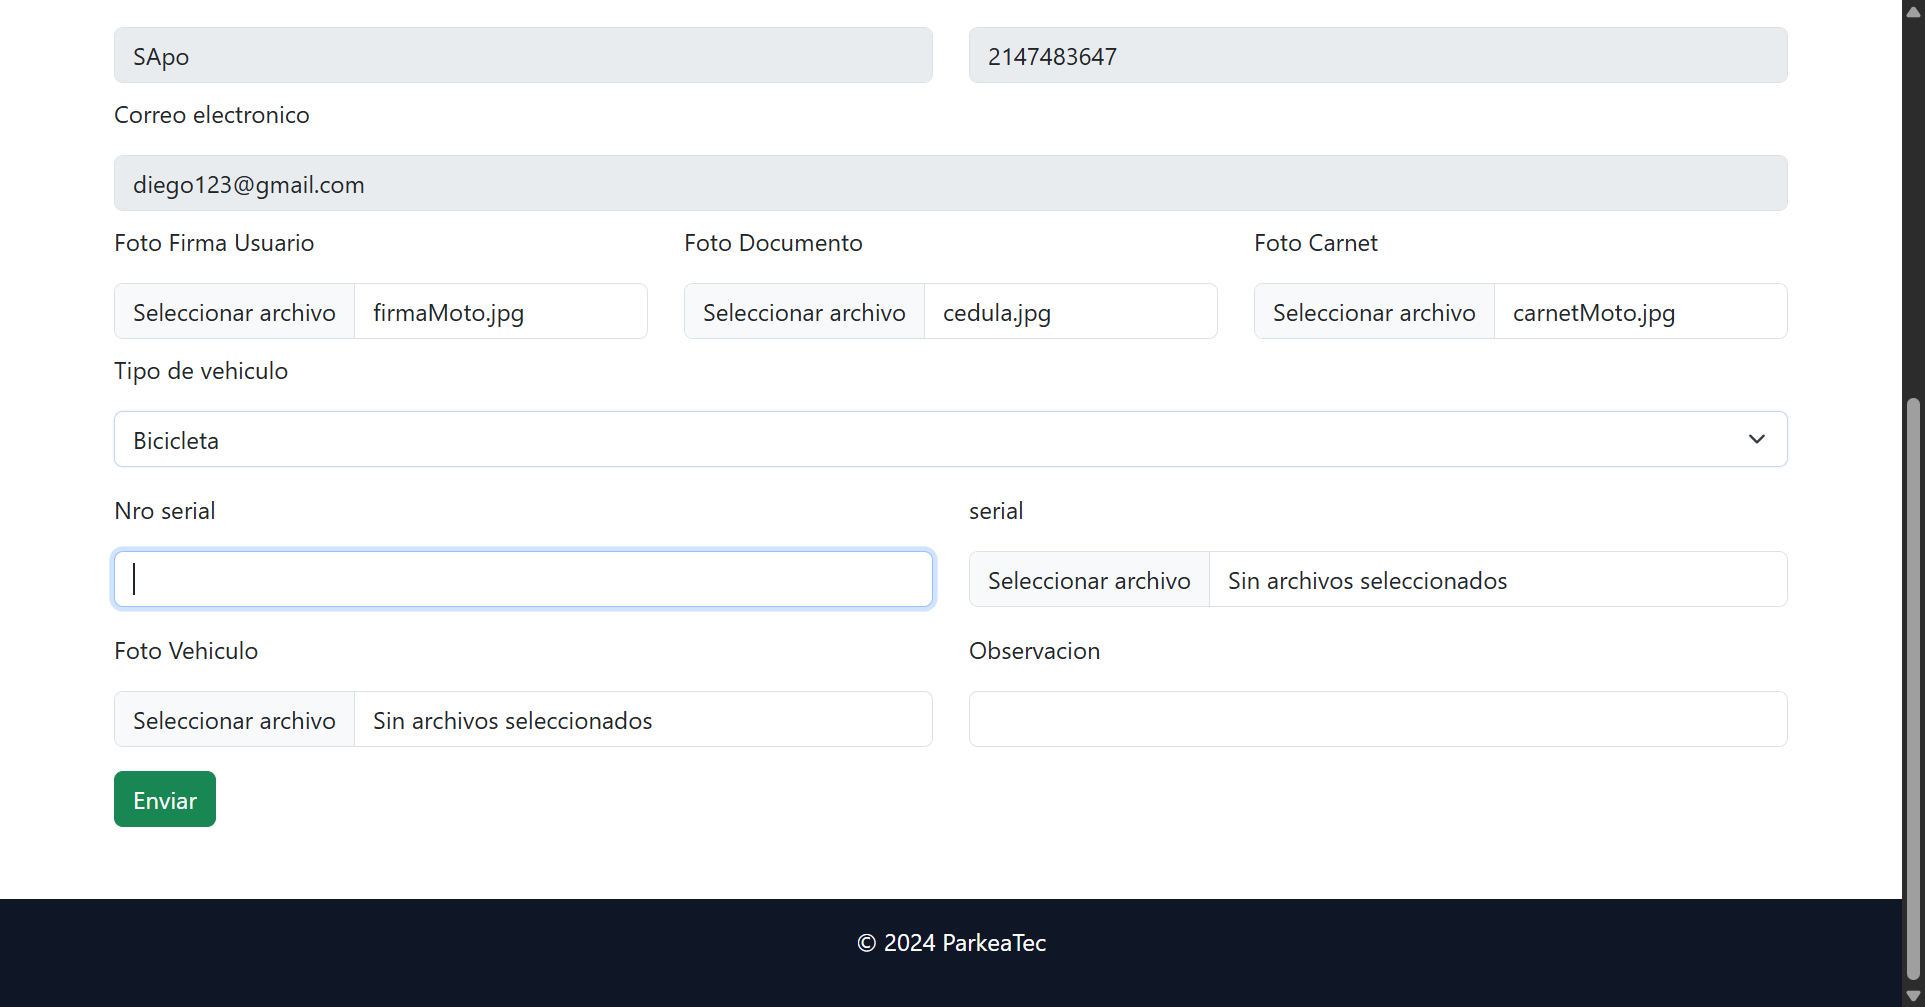 SApo 2147483647
Correo electronico
diego123@gmail.com
Foto Firma Usuario Foto Documento Foto Carnet
Seleccionar archivo firmaMoto.jpg Seleccionar archivo cedula.jpg Seleccionar archivo carnetMoto.jpg
Tipo de vehiculo
Bicicleta
Nro serial serial
Seleccionar archivo Sin archivos seleccionados
Foto Vehiculo Observacion
Seleccionar archivo Sin archivos seleccionados
Enviar
© 2024 ParkeaTec